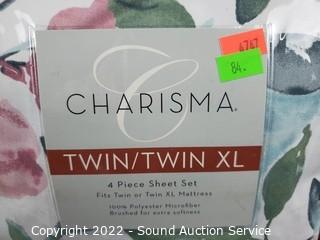 4767
84.
C
CHARISMA®
TWIN/TWIN XL
4 Piece Sheet Set
Fits Twin or Twin XL Mattress
100% Polyester Microfiber
Brushed for extra softness
Copyright 2022 - Sound Auction Service